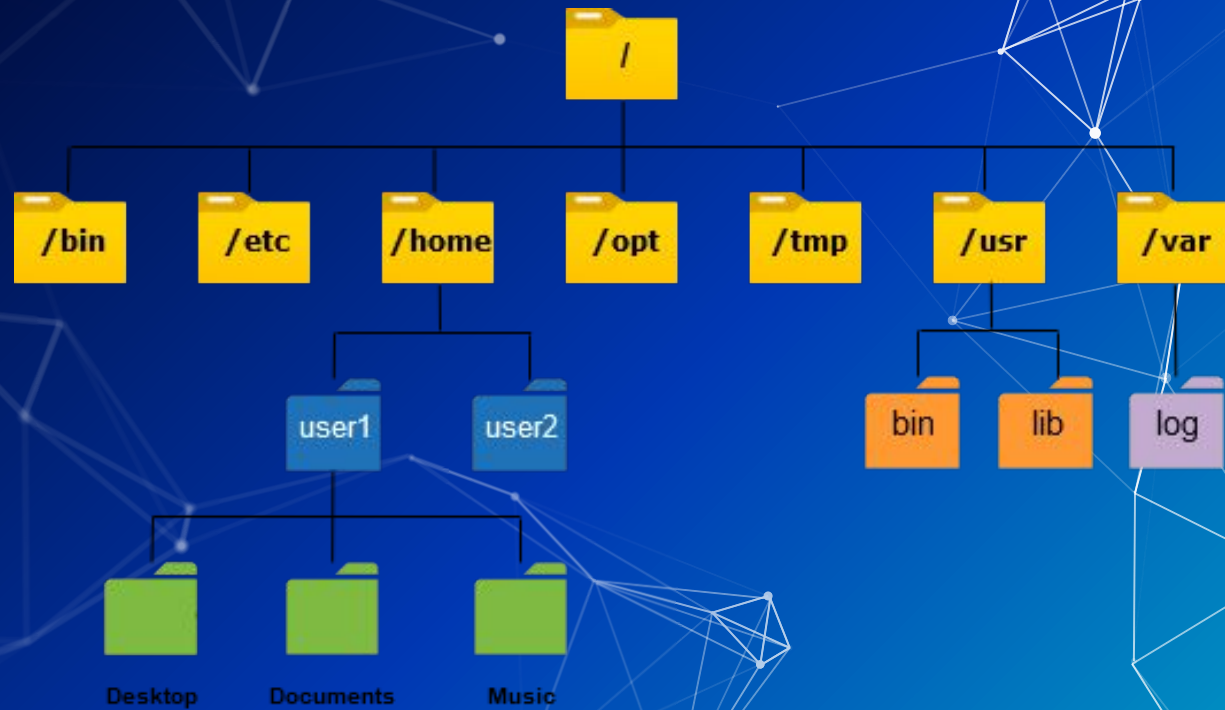 /
/bin
/etc
/home
/opt
/tmp
/usr
/var
user1
user2
bin
lib
log
Desktop
Documents
Music